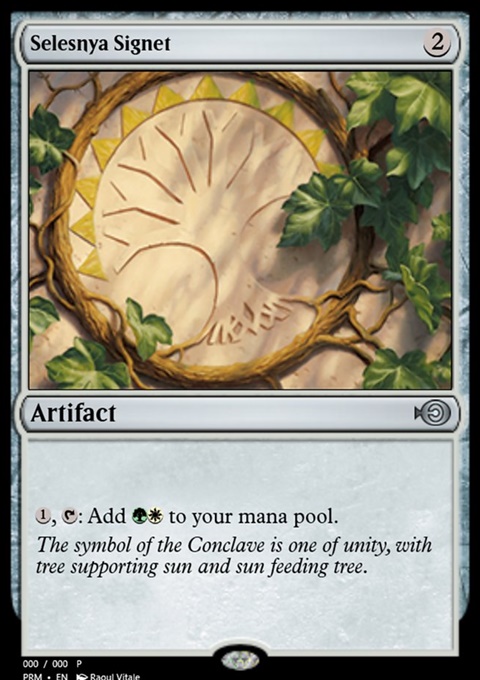 Selesnya Signet 2
Artifact
1, : Add to your mana pool.
The symbol of the Conclave is one of unity, with
tree supporting sun and sun feeding tree.
000 / 000 P
PRM • EN Raoul Vitale